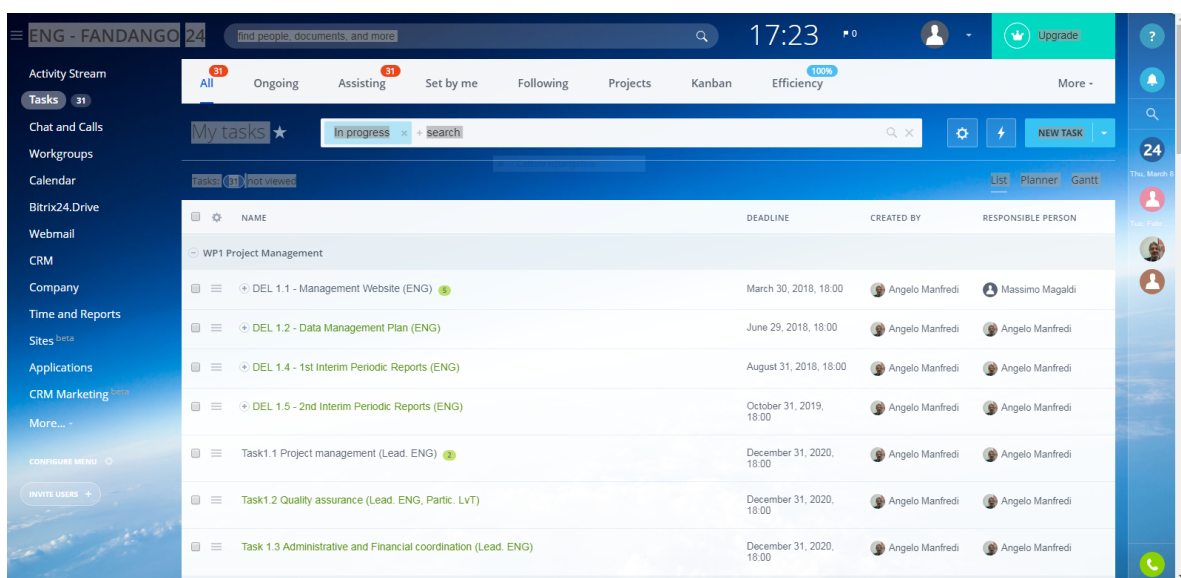 ENG - FANDANGO 24 find people, documents, and more 17:23 0 Upgrade ?
Activity Stream
Tasks 31
Chat and Calls
Workgroups
Calendar
Bitrix24.Drive
Webmail
CRM
Company
Time and Reports
Sites beta
Applications
CRM Marketing beta
More...
CONFIGURE MENU
INVITE USERS +
All 31 Ongoing Assisting 31 Set by me Following Projects Kanban Efficiency 100% More
My tasks In progress × + search NEW TASK
Tasks: 31 not viewed List Planner Gantt
NAME DEADLINE CREATED BY RESPONSIBLE PERSON
WP1 Project Management
DEL 1.1 - Management Website (ENG) 5 March 30, 2018, 18:00 Angelo Manfredi Massimo Magaldi
DEL 1.2 - Data Management Plan (ENG) June 29, 2018, 18:00 Angelo Manfredi Angelo Manfredi
DEL 1.4 - 1st Interim Periodic Reports (ENG) August 31, 2018, 18:00 Angelo Manfredi Angelo Manfredi
DEL 1.5 - 2nd Interim Periodic Reports (ENG) October 31, 2019, 18:00 Angelo Manfredi Angelo Manfredi
Task1.1 Project management (Lead. ENG) 2 December 31, 2020, 18:00 Angelo Manfredi Angelo Manfredi
Task1.2 Quality assurance (Lead. ENG, Partic. LvT) December 31, 2020, 18:00 Angelo Manfredi Angelo Manfredi
Task 1.3 Administrative and Financial coordination (Lead. ENG) December 31, 2020, 18:00 Angelo Manfredi Angelo Manfredi
24
Thu, March 8